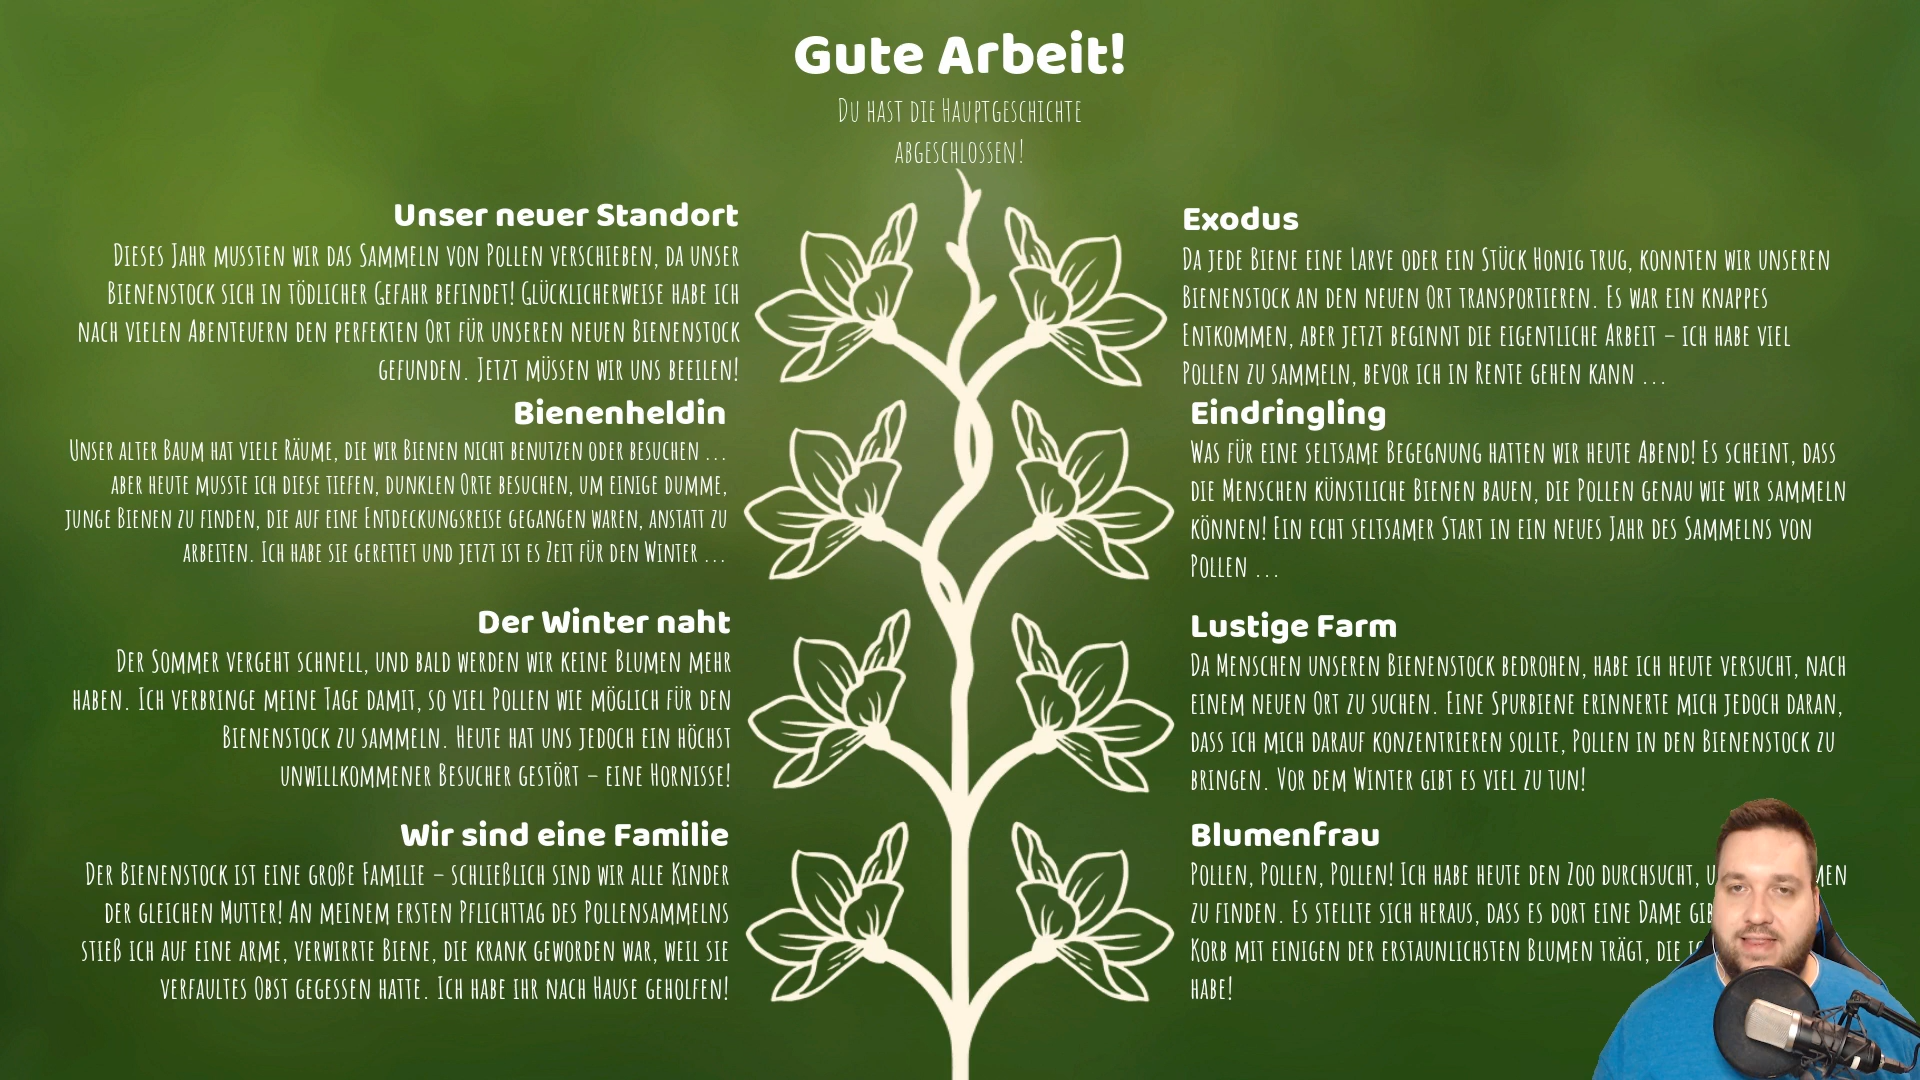 Gute Arbeit!
Du hast die Hauptgeschichte
abgeschlossen!
Unser neuer Standort
Dieses Jahr mussten wir das Sammeln von Pollen verschieben, da unser
Bienenstock sich in tödlicher Gefahr befindet! Glücklicherweise habe ich
nach vielen Abenteuern den perfekten Ort für unseren neuen Bienenstock
gefunden. Jetzt müssen wir uns beeilen!
Bienenheldin
Unser alter Baum hat viele Räume, die wir Bienen nicht benutzen oder besuchen ...
aber heute musste ich diese tiefen, dunklen Orte besuchen, um einige dumme,
junge Bienen zu finden, die auf eine Entdeckungsreise gegangen waren, anstatt zu
arbeiten. Ich habe sie gerettet und jetzt ist es Zeit für den Winter ...
Der Winter naht
Der Sommer vergeht schnell, und bald werden wir keine Blumen mehr
haben. Ich verbringe meine Tage damit, so viel Pollen wie möglich für den
Bienenstock zu sammeln. Heute hat uns jedoch ein höchst
unwillkommener Besucher gestört – eine Hornisse!
Wir sind eine Familie
Der Bienenstock ist eine große Familie – schließlich sind wir alle Kinder
der gleichen Mutter! An meinem ersten Pflichttag des Pollensammelns
stieß ich auf eine arme, verwirrte Biene, die krank geworden war, weil sie
verfaultes Obst gegessen hatte. Ich habe ihr nach Hause geholfen!
Exodus
Da jede Biene eine Larve oder ein Stück Honig trug, konnten wir unseren
Bienenstock an den neuen Ort transportieren. Es war ein knappes
Entkommen, aber jetzt beginnt die eigentliche Arbeit – ich habe viel
Pollen zu sammeln, bevor ich in Rente gehen kann ...
Eindringling
Was für eine seltsame Begegnung hatten wir heute Abend! Es scheint, dass
die Menschen künstliche Bienen bauen, die Pollen genau wie wir sammeln
können! Ein echt seltsamer Start in ein neues Jahr des Sammelns von
Pollen ...
Lustige Farm
Da Menschen unseren Bienenstock bedrohen, habe ich heute versucht, nach
einem neuen Ort zu suchen. Eine Spurbiene erinnerte mich jedoch daran,
dass ich mich darauf konzentrieren sollte, Pollen in den Bienenstock zu
bringen. Vor dem Winter gibt es viel zu tun!
Blumenfrau
Pollen, Pollen, Pollen! Ich habe heute den Zoo durchsucht,
zu finden. Es stellte sich heraus, dass es dort eine Dame
Korb mit einigen der erstaunlichsten Blumen trägt, die
habe!